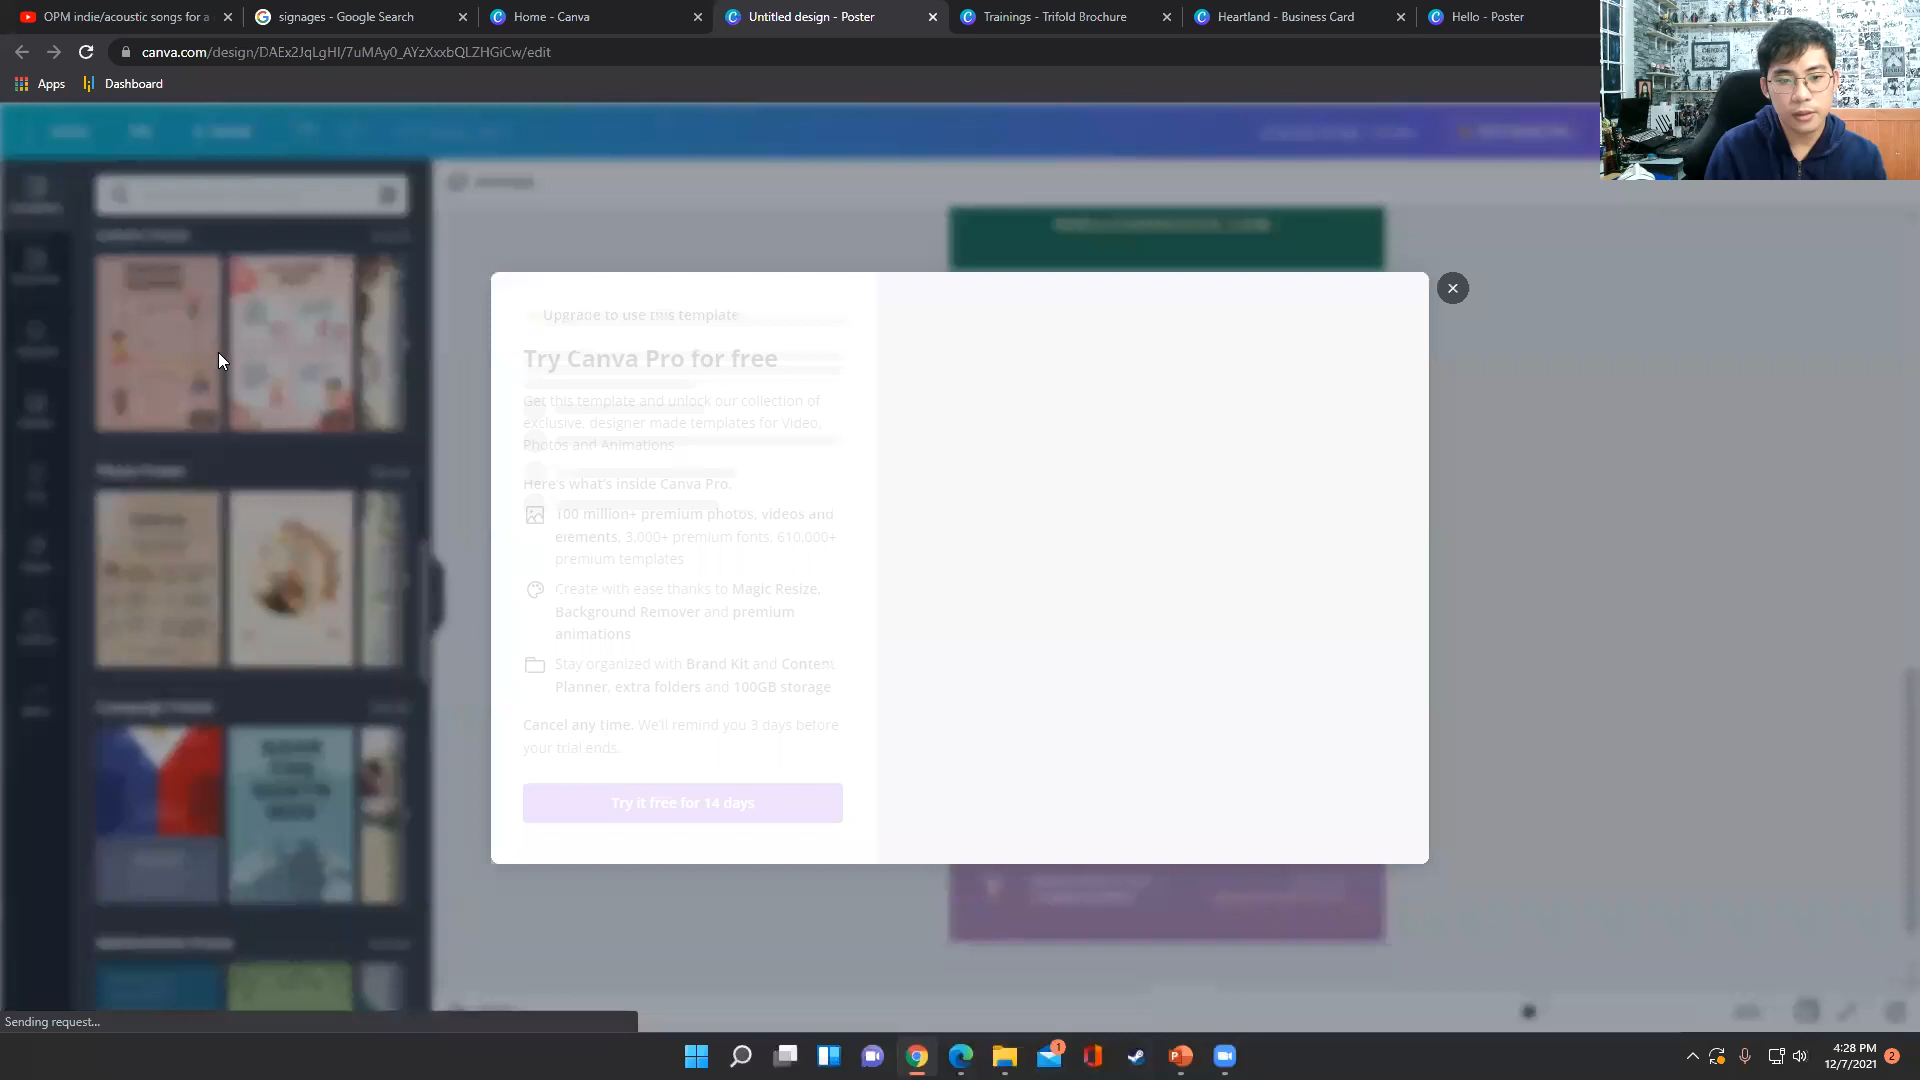 OPM indie/acoustic songs for a
signages - Google Search
Home - Canva
Untitled design - Poster
Trainings - Trifold Brochure
Heartland - Business Card
Hello - Poster
canva.com/design/DAEx2JqLgHI/7uMAy0_AYzXxxbQLZHGiCw/edit
Apps
Dashboard
Upgrade to use this template
Try Canva Pro for free
Get this template and unlock our collection of
exclusive, designer made templates for Video,
Photos and Animations
Here's what's inside Canva Pro.
100 million+ premium photos, videos and
elements, 3,000+ premium fonts, 610,000+
premium templates
Create with ease thanks to Magic Resize,
Background Remover and premium
animations
Stay organized with Brand Kit and Content
Planner, extra folders and 100GB storage
Cancel any time. We'll remind you 3 days before
your trial ends.
Try it free for 14 days
Sending request...
1
4:28 PM
12/7/2021
2